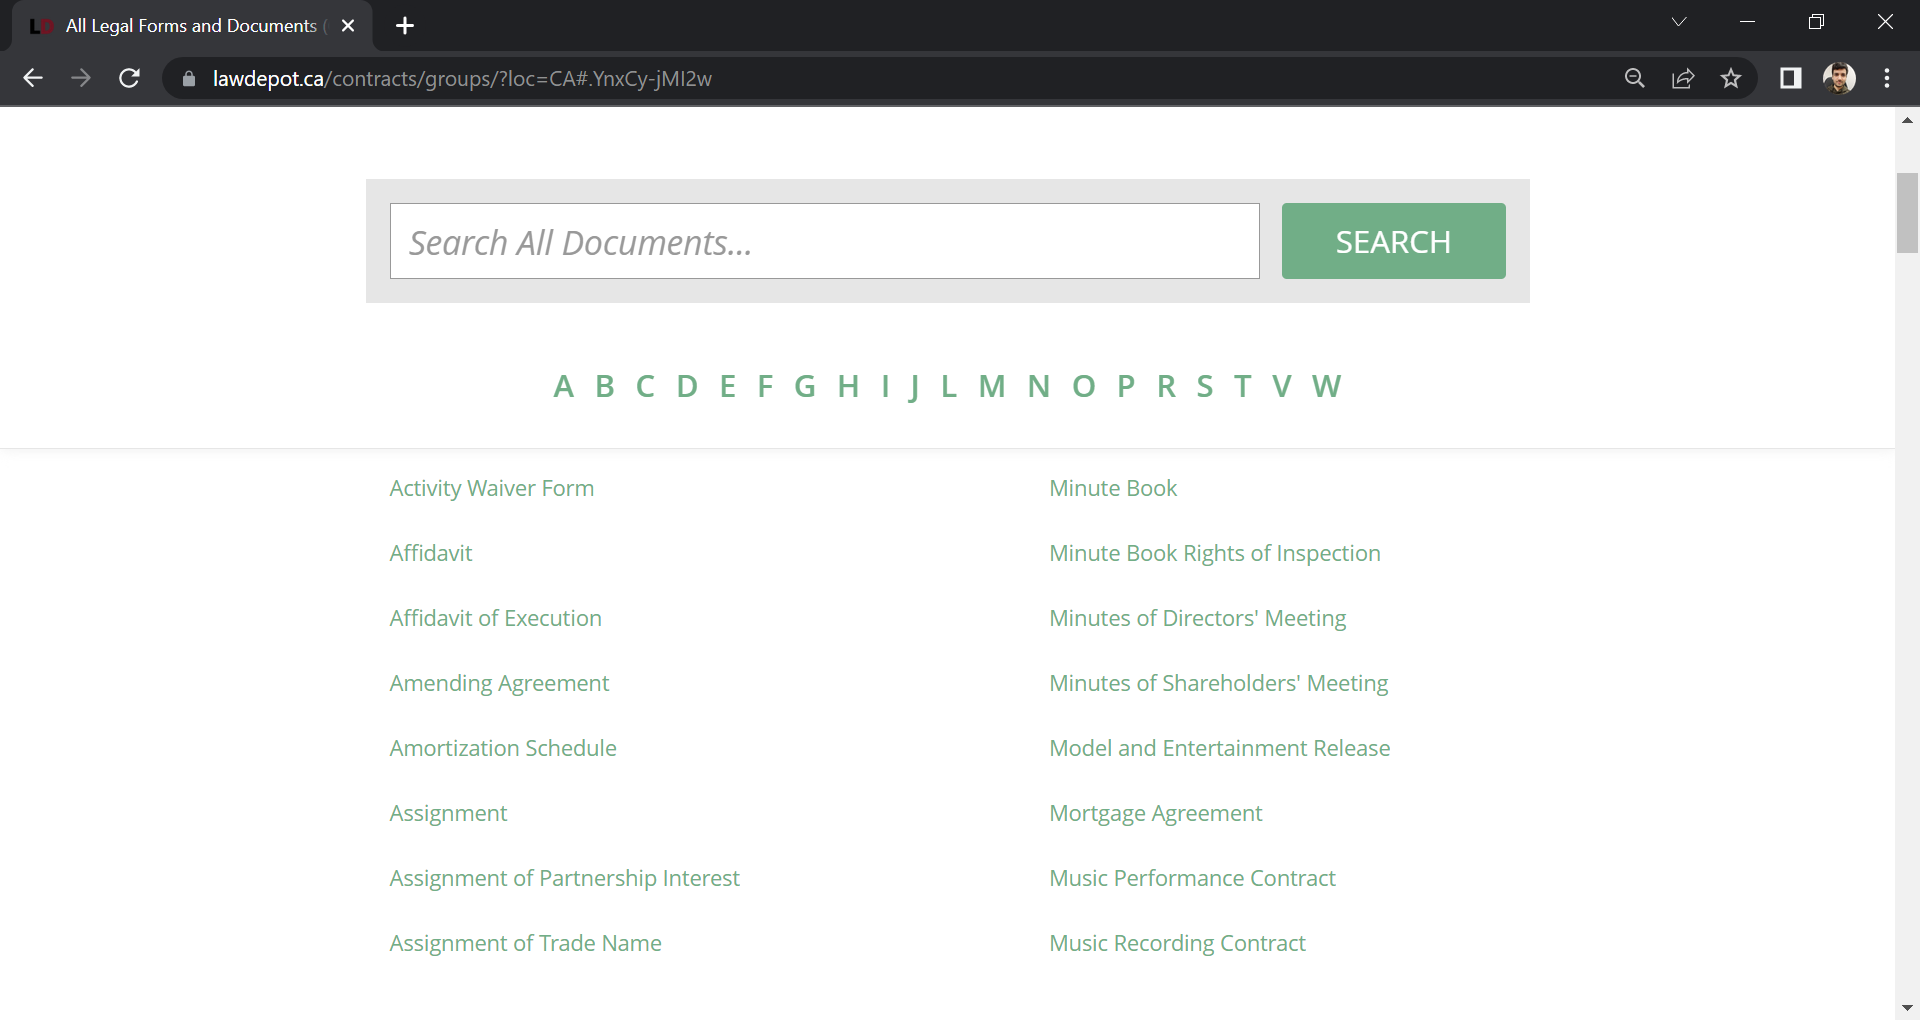 LD All Legal Forms and Documents (
lawdepot.ca/contracts/groups/?loc=CA#.YnxCy-jMI2w
Search All Documents...
SEARCH
A B C D E F G H I J L M N O P R S T V W
Activity Waiver Form
Affidavit
Affidavit of Execution
Amending Agreement
Amortization Schedule
Assignment
Assignment of Partnership Interest
Assignment of Trade Name
Minute Book
Minute Book Rights of Inspection
Minutes of Directors' Meeting
Minutes of Shareholders' Meeting
Model and Entertainment Release
Mortgage Agreement
Music Performance Contract
Music Recording Contract